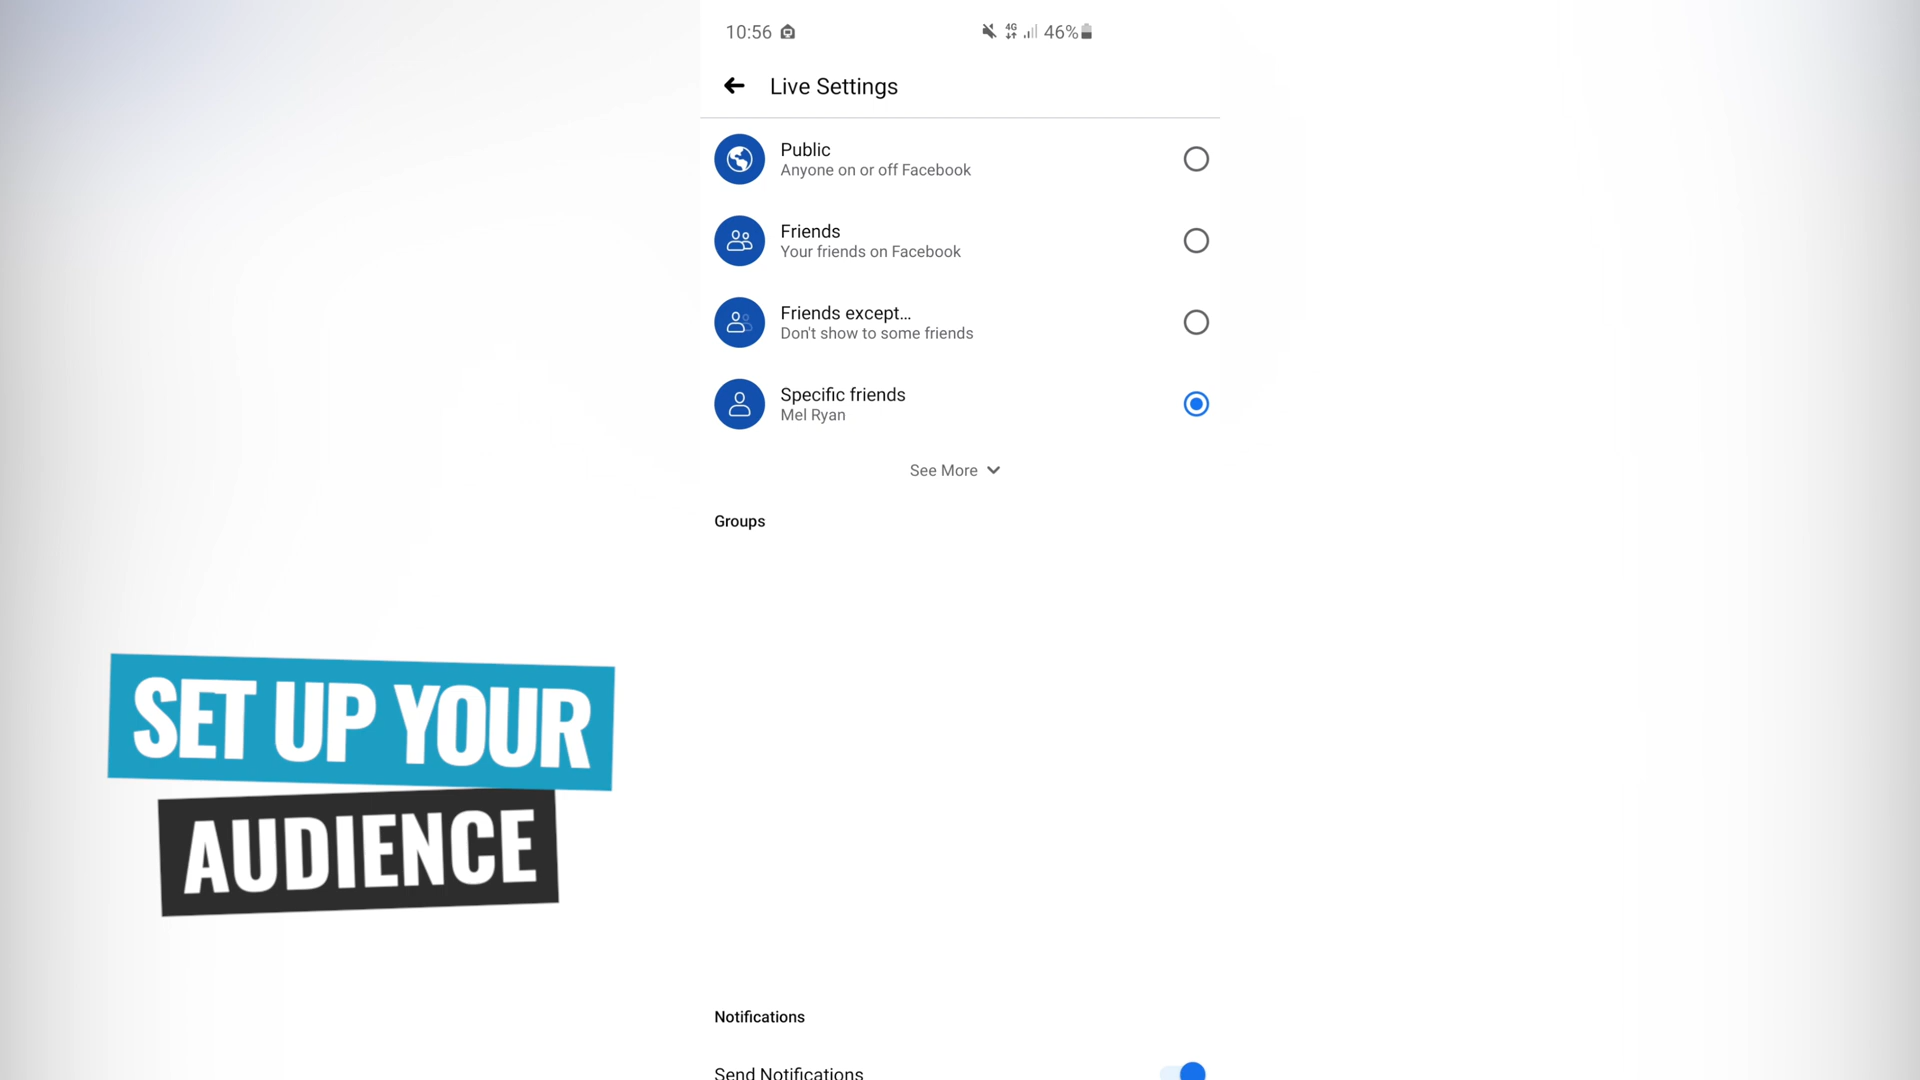 10:56
4G
46%
Live Settings
Public
Anyone on or off Facebook
Friends
Your friends on Facebook
Friends except...
Don't show to some friends
Specific friends
Mel Ryan
See More
Groups
SET UP YOUR
AUDIENCE
Notifications
Send Notifications